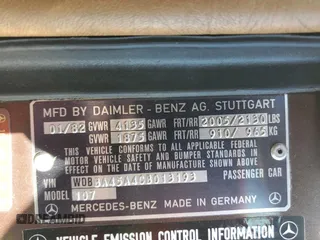 MFD BY DAIMLER - BENZ AG. STUTTGART
01/82 GVWR 4135 FRT/RR 2005/2130 LBS
GVWR 1875 FRT/RR 910/ 965 KG
THIS VEHICLE CONFORMS TO ALL APPLICABLE FEDERAL
MOTOR VEHICLE SAFETY AND BUMPER STANDARDS IN
EFFECT ON THE DATE OF MANUFACTURE SHOWN ABOVE
VIN PASSENGER CAR
MODEL 107
MERCEDES-BENZ MADE IN GERMANY
VEHICLE EMISSION CONTROL INFORMATION